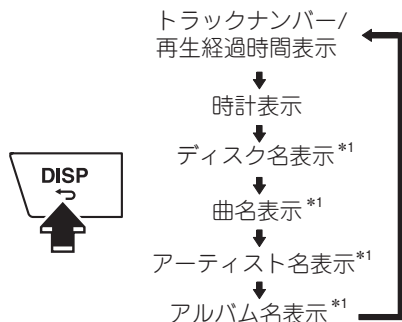 トラックナンバー/
再生経過時間表示
時計表示
ディスク名表示*1
DISP
曲名表示*1
アーティスト名表示*1
アルバム名表示*1